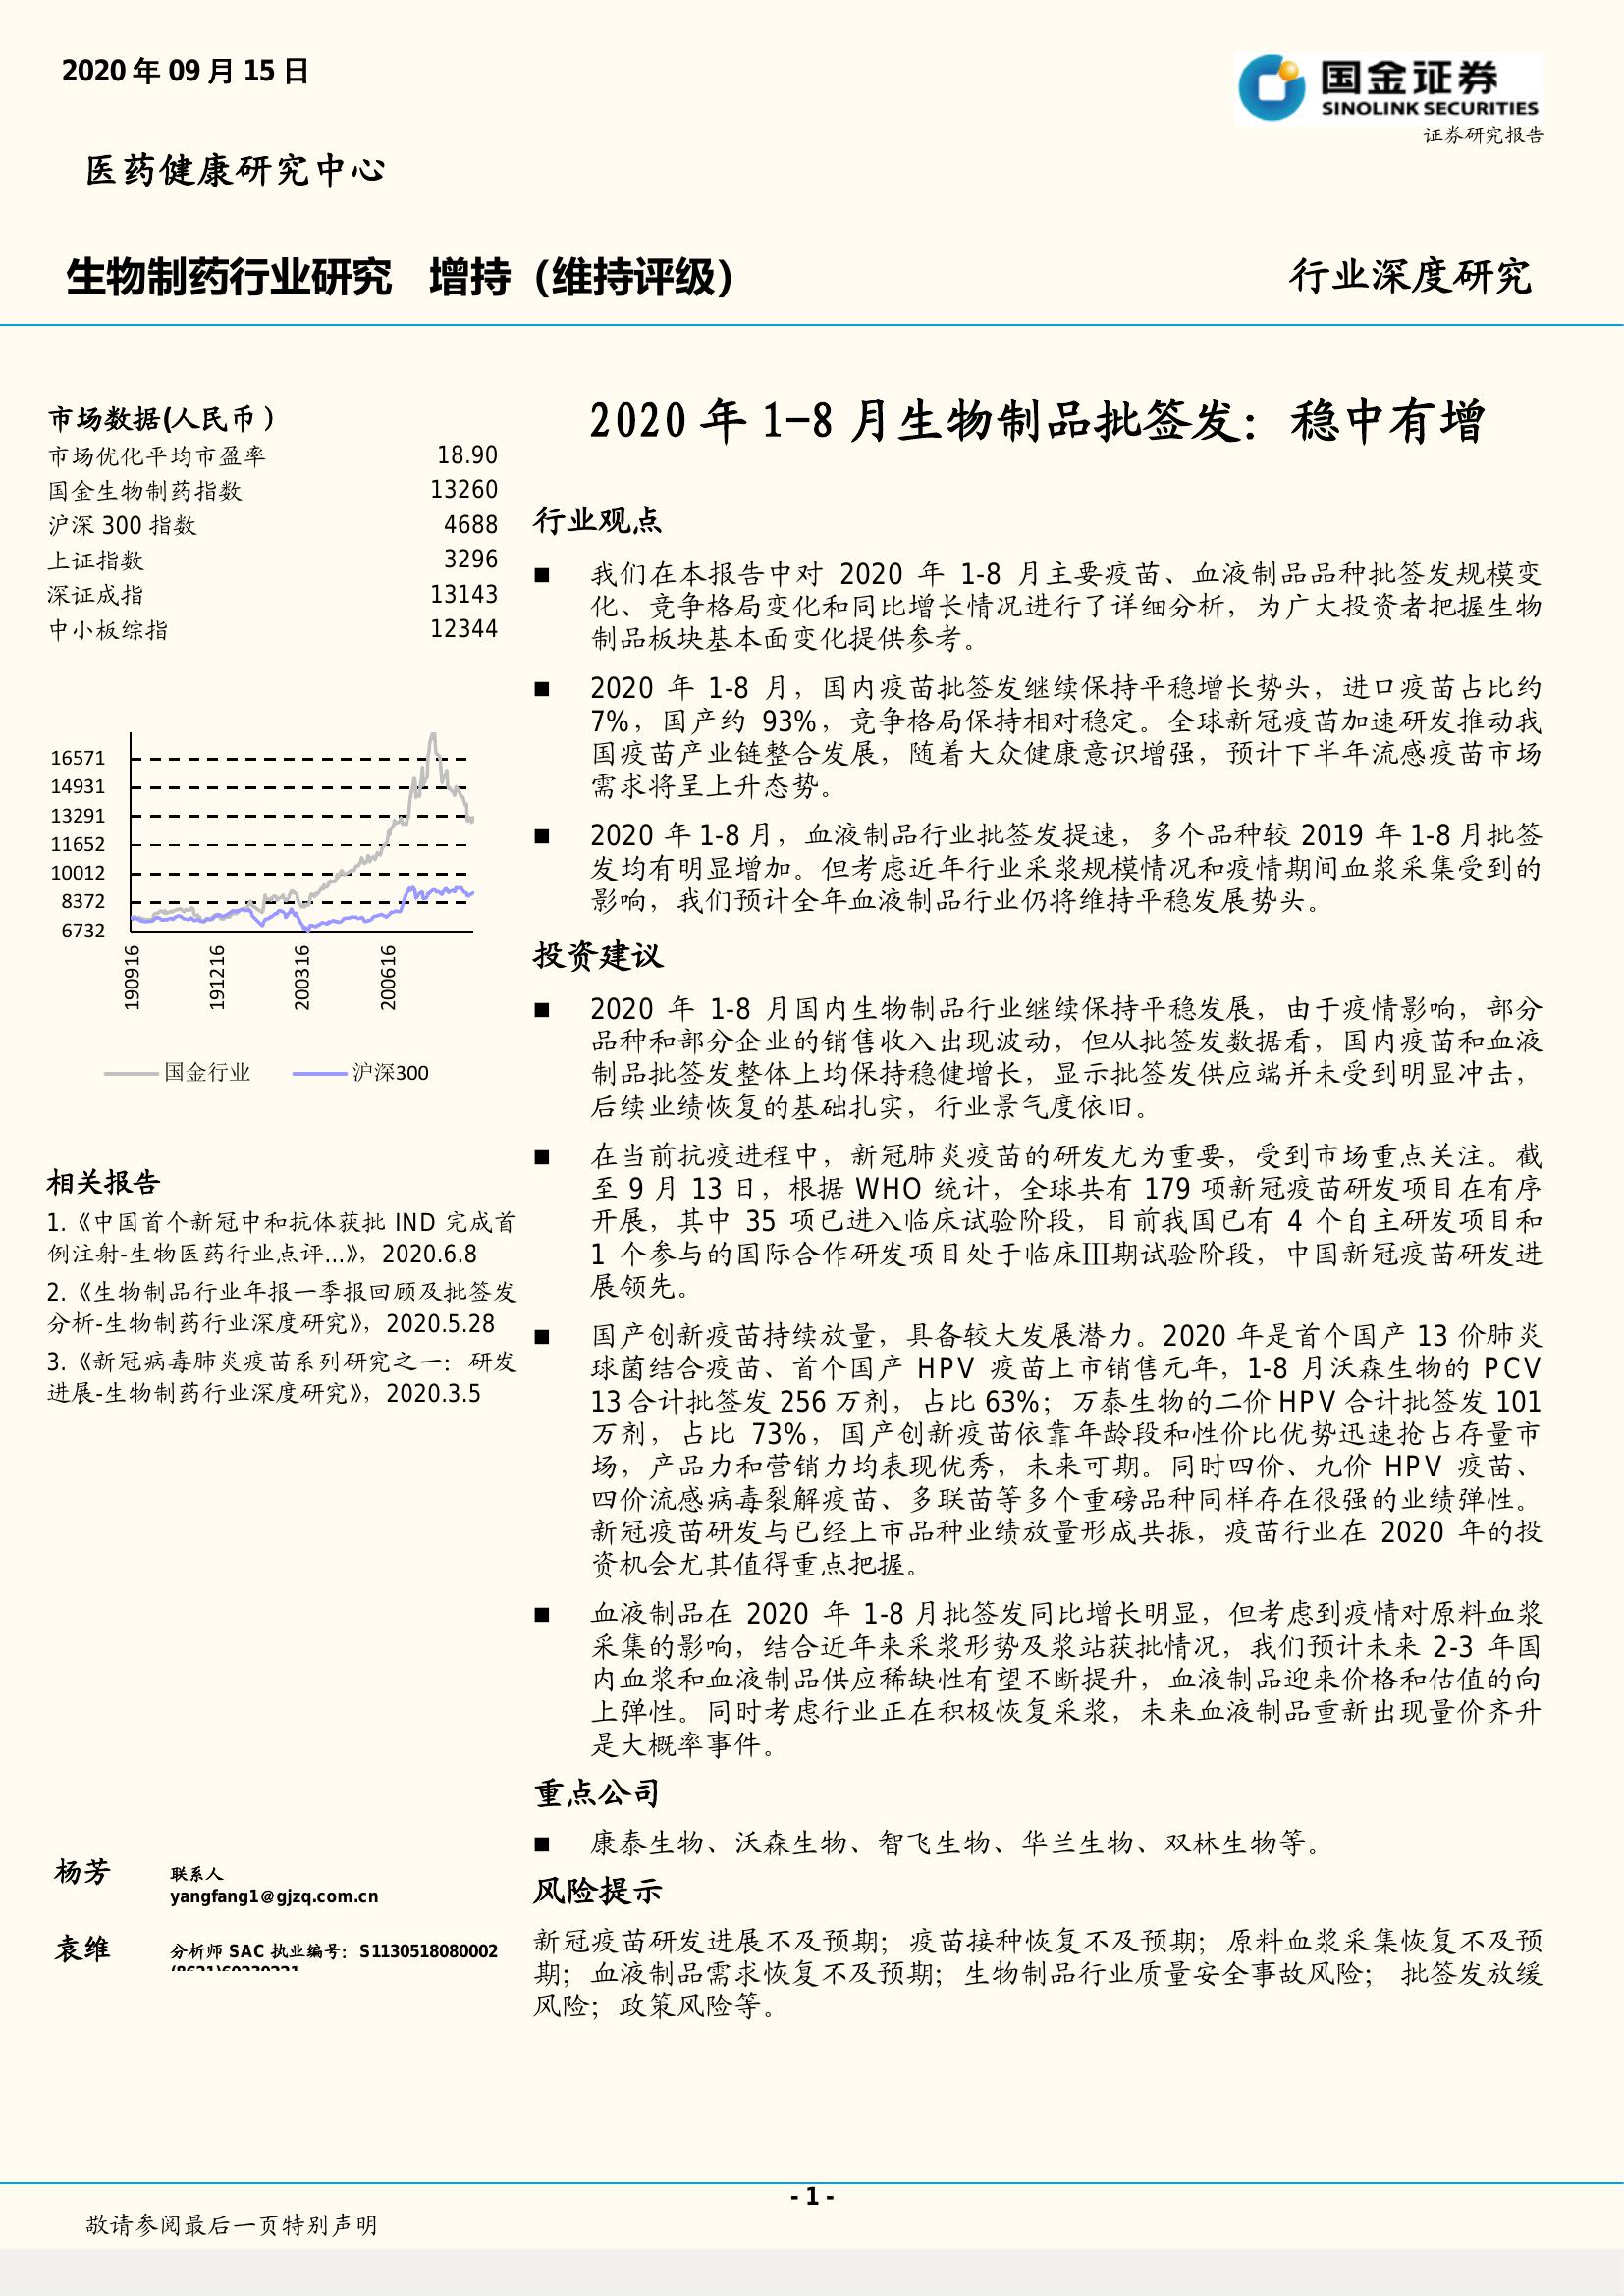 2020 年 09 月 15 日
国金证券
SINOLINK SECURITIES
证券研究报告
医药健康研究中心
生物制药行业研究 增持（维持评级）
行业深度研究
市场数据(人民币）
市场优化平均市盈率 18.90
国金生物制药指数 13260
沪深 300 指数 4688
上证指数 3296
深证成指 13143
中小板综指 12344
16571
14931
13291
11652
10012
8372
6732
190916
191216
200316
200616
国金行业 沪深300
相关报告
1.《中国首个新冠中和抗体获批 IND 完成首
例注射-生物医药行业点评...》，2020.6.8
2.《生物制品行业年报一季报回顾及批签发
分析-生物制药行业深度研究》，2020.5.28
3.《新冠病毒肺炎疫苗系列研究之一：研发
进展-生物制药行业深度研究》，2020.3.5
杨芳 联系人
yangfang1@gjzq.com.cn
袁维 分析师 SAC 执业编号：S1130518080002
2020 年 1-8 月生物制品批签发：稳中有增
行业观点
■ 我们在本报告中对 2020 年 1-8 月主要疫苗、血液制品品种批签发规模变
化、竞争格局变化和同比增长情况进行了详细分析，为广大投资者把握生物
制品板块基本面变化提供参考。
■ 2020 年 1-8 月，国内疫苗批签发继续保持平稳增长势头，进口疫苗占比约
7%，国产约 93%，竞争格局保持相对稳定。全球新冠疫苗加速研发推动我
国疫苗产业链整合发展，随着大众健康意识增强，预计下半年流感疫苗市场
需求将呈上升态势。
■ 2020 年 1-8 月，血液制品行业批签发提速，多个品种较 2019 年 1-8 月批签
发均有明显增加。但考虑近年行业采浆规模情况和疫情期间血浆采集受到的
影响，我们预计全年血液制品行业仍将维持平稳发展势头。
投资建议
■ 2020 年 1-8 月国内生物制品行业继续保持平稳发展，由于疫情影响，部分
品种和部分企业的销售收入出现波动，但从批签发数据看，国内疫苗和血液
制品批签发整体上均保持稳健增长，显示批签发供应端并未受到明显冲击，
后续业绩恢复的基础扎实，行业景气度依旧。
■ 在当前抗疫进程中，新冠肺炎疫苗的研发尤为重要，受到市场重点关注。截
至 9 月 13 日，根据 WHO 统计，全球共有 179 项新冠疫苗研发项目在有序
开展，其中 35 项已进入临床试验阶段，目前我国已有 4 个自主研发项目和
1 个参与的国际合作研发项目处于临床Ⅲ期试验阶段，中国新冠疫苗研发进
展领先。
■ 国产创新疫苗持续放量，具备较大发展潜力。2020 年是首个国产 13 价肺炎
球菌结合疫苗、首个国产 HPV 疫苗上市销售元年，1-8 月沃森生物的 PCV
13 合计批签发 256 万剂，占比 63%；万泰生物的二价 HPV 合计批签发 101
万剂，占比 73%，国产创新疫苗依靠年龄段和性价比优势迅速抢占存量市
场，产品力和营销力均表现优秀，未来可期。同时四价、九价 HPV 疫苗、
四价流感病毒裂解疫苗、多联苗等多个重磅品种同样存在很强的业绩弹性。
新冠疫苗研发与已经上市品种业绩放量形成共振，疫苗行业在 2020 年的投
资机会尤其值得重点把握。
■ 血液制品在 2020 年 1-8 月批签发同比增长明显，但考虑到疫情对原料血浆
采集的影响，结合近年来采浆形势及浆站获批情况，我们预计未来 2-3 年国
内血浆和血液制品供应稀缺性有望不断提升，血液制品迎来价格和估值的向
上弹性。同时考虑行业正在积极恢复采浆，未来血液制品重新出现量价齐升
是大概率事件。
重点公司
■ 康泰生物、沃森生物、智飞生物、华兰生物、双林生物等。
风险提示
新冠疫苗研发进展不及预期；疫苗接种恢复不及预期；原料血浆采集恢复不及预
期；血液制品需求恢复不及预期；生物制品行业质量安全事故风险； 批签发放缓
风险；政策风险等。
- 1 -
敬请参阅最后一页特别声明